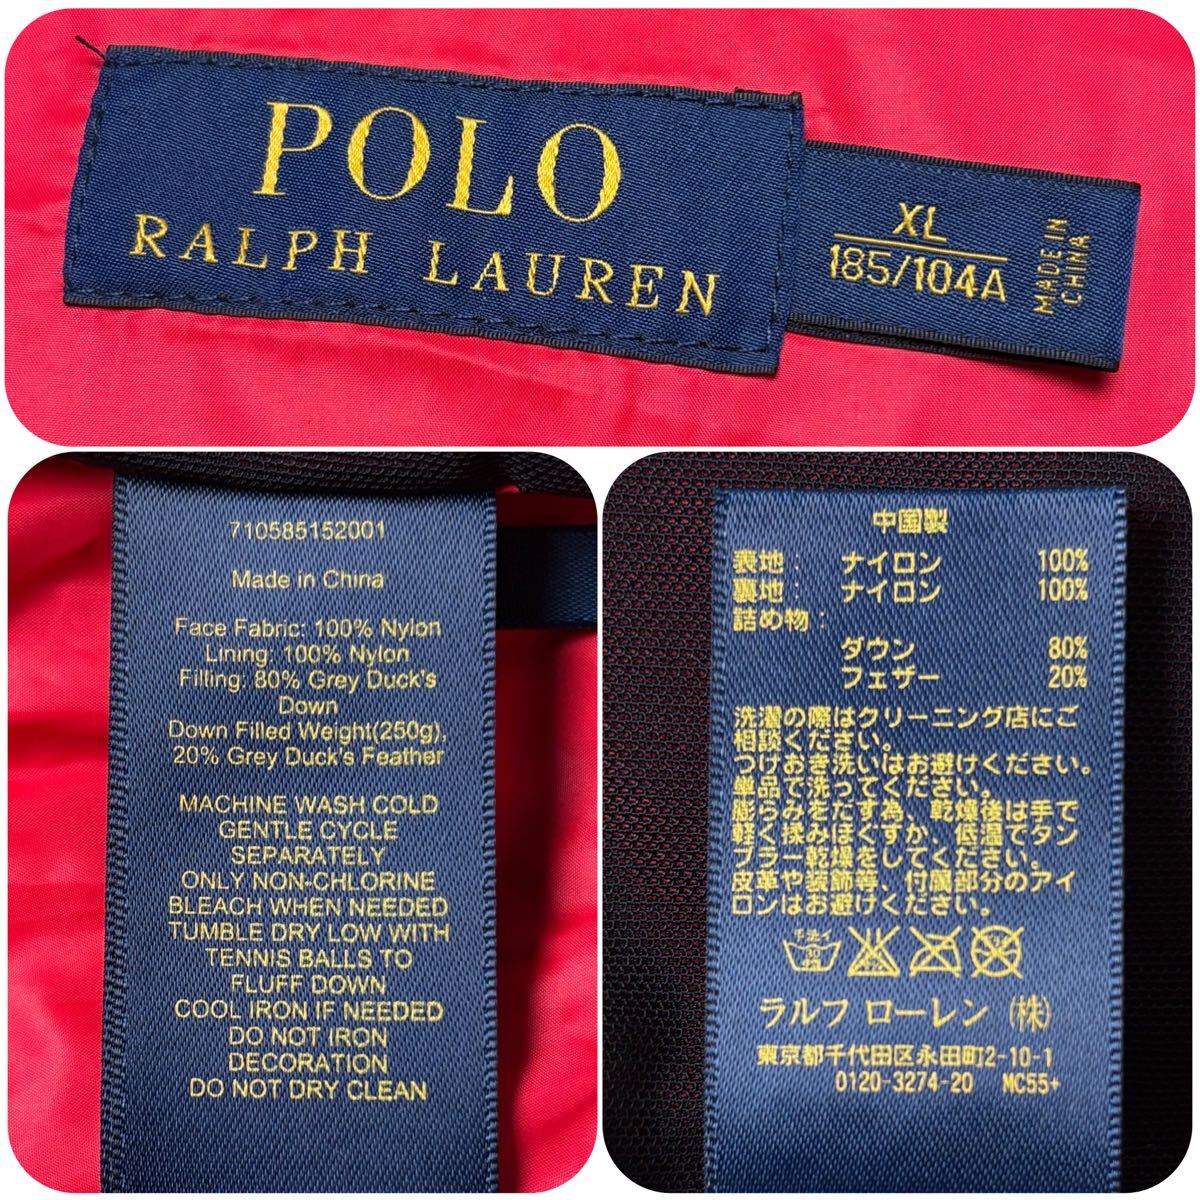 POLO
RALPH LAUREN
XL
185/104A
MADE IN
CHINA
710585152001
Made in China
Face Fabric: 100% Nylon
Lining: 100% Nylon
Filling: 80% Grey Duck's
Down
Down Filled Weight(250g),
20% Grey Duck's Feather
MACHINE WASH COLD
GENTLE CYCLE
SEPARATELY
ONLY NON-CHLORINE
BLEACH WHEN NEEDED
TUMBLE DRY LOW WITH
TENNIS BALLS TO
FLUFF DOWN
COOL IRON IF NEEDED
DO NOT IRON
DECORATION
DO NOT DRY CLEAN
中国製
表地: ナイロン 100%
裏地: ナイロン 100%
詰め物:
ダウン 80%
フェザー 20%
洗濯の際はクリーニング店にご
相談ください。
つけおき洗いはお避けください。
単品で洗ってください。
膨らみをだす為、乾燥後は手で
軽く揉みほぐすか、低温でタン
ブラー乾燥をしてください。
皮革や装飾等、付属部分のアイ
ロンはお避けください。
手洗イ
30
ラルフ ローレン (株)
東京都千代田区永田町2-10-1
0120-3274-20 MC55+